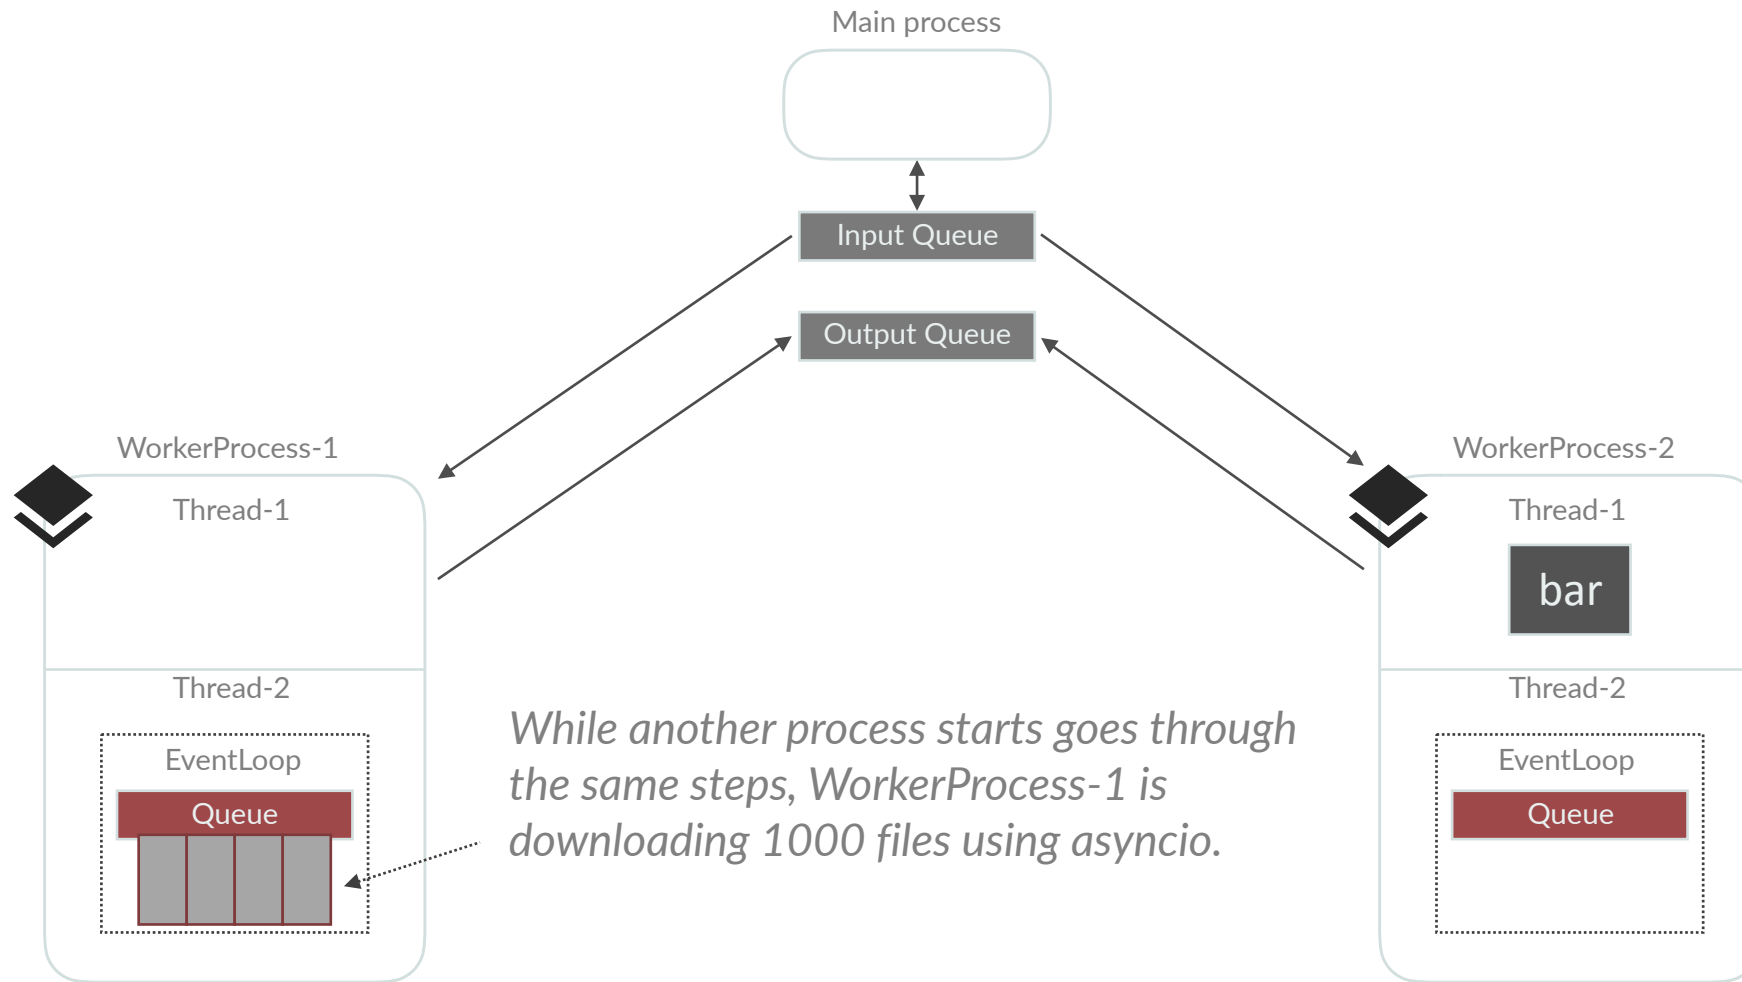 Main process
Input Queue
Output Queue
WorkerProcess-1
Thread-1
Thread-2
EventLoop
Queue
While another process starts goes through
the same steps, WorkerProcess-1 is
downloading 1000 files using asyncio.
WorkerProcess-2
Thread-1
bar
Thread-2
EventLoop
Queue